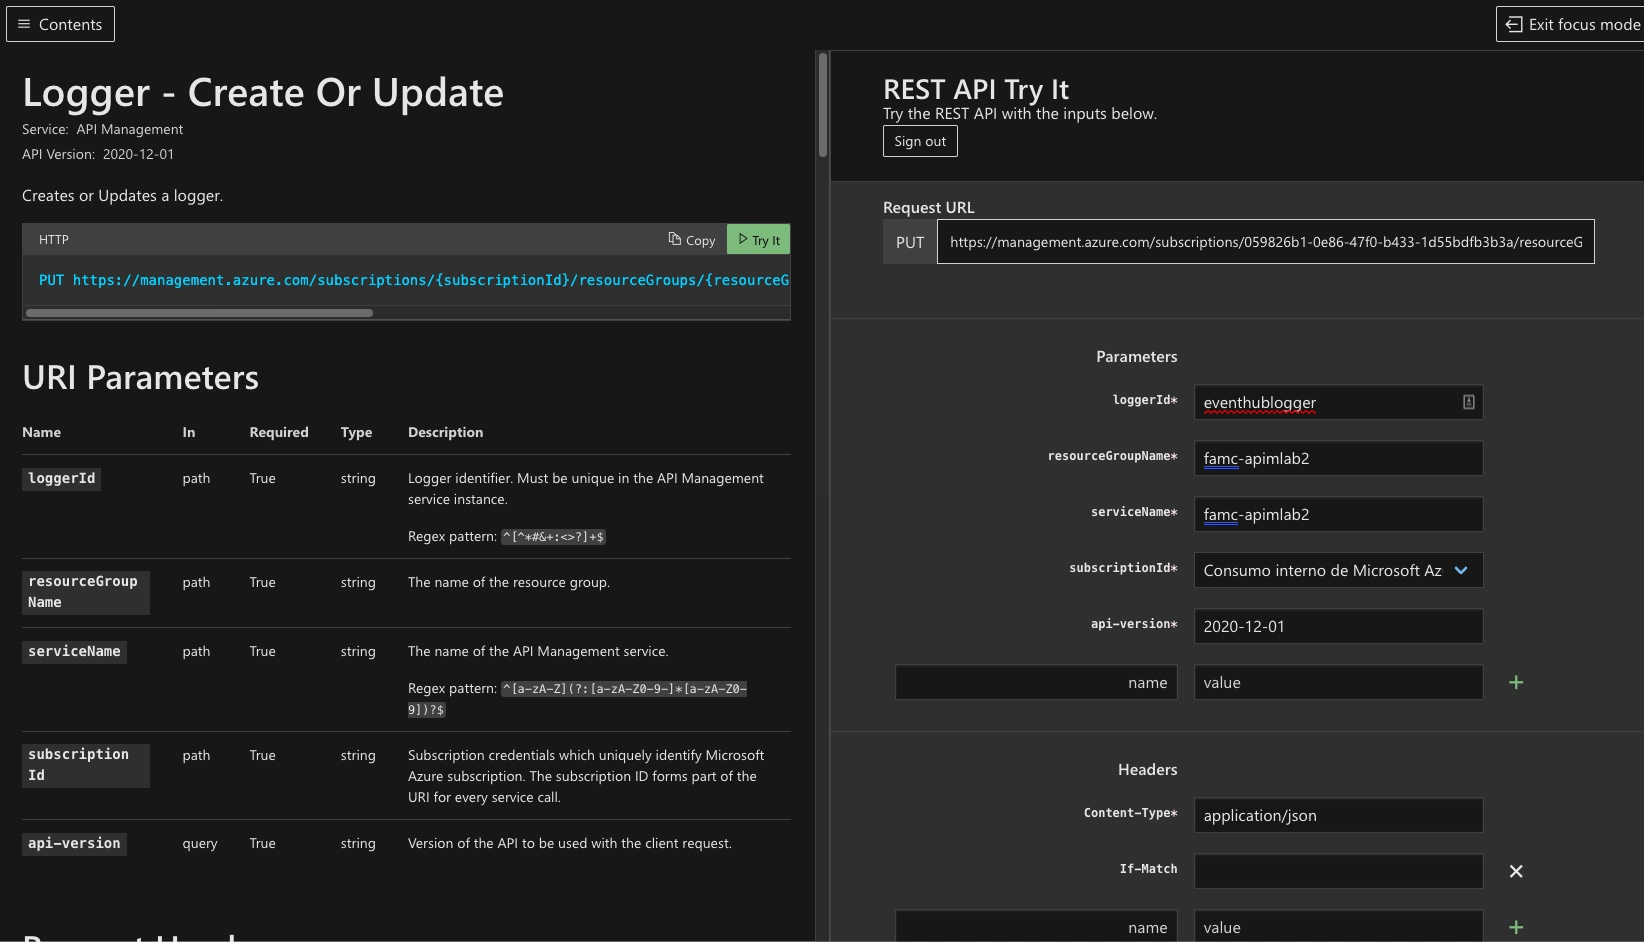 Contents
Exit focus mode
Logger - Create Or Update
Service: API Management
API Version: 2020-12-01
Creates or Updates a logger.
HTTP
Copy
Try It
PUT https://management.azure.com/subscriptions/{subscriptionId}/resourceGroups/{resourceG
URI Parameters
Name In Required Type Description
loggerId path True string Logger identifier. Must be unique in the API Management
service instance.
Regex pattern: ^[^*#&+:<>?]+$
resourceGroup path True string The name of the resource group.
Name
serviceName path True string The name of the API Management service.
Regex pattern: ^[a-zA-Z](?:[a-zA-Z0-9-]*[a-zA-Z0-
9])?$
subscription path True string Subscription credentials which uniquely identify Microsoft
Id Azure subscription. The subscription ID forms part of the
URI for every service call.
api-version query True string Version of the API to be used with the client request.
REST API Try It
Try the REST API with the inputs below.
Sign out
Request URL
PUT https://management.azure.com/subscriptions/059826b1-0e86-47f0-b433-1d55bdfb3b3a/resourceG
Parameters
loggerId* eventhublogger
resourceGroupName* famc-apimlab2
serviceName* famc-apimlab2
subscriptionId* Consumo interno de Microsoft Az
api-version* 2020-12-01
name value +
Headers
Content-Type* application/json
If-Match
name value +